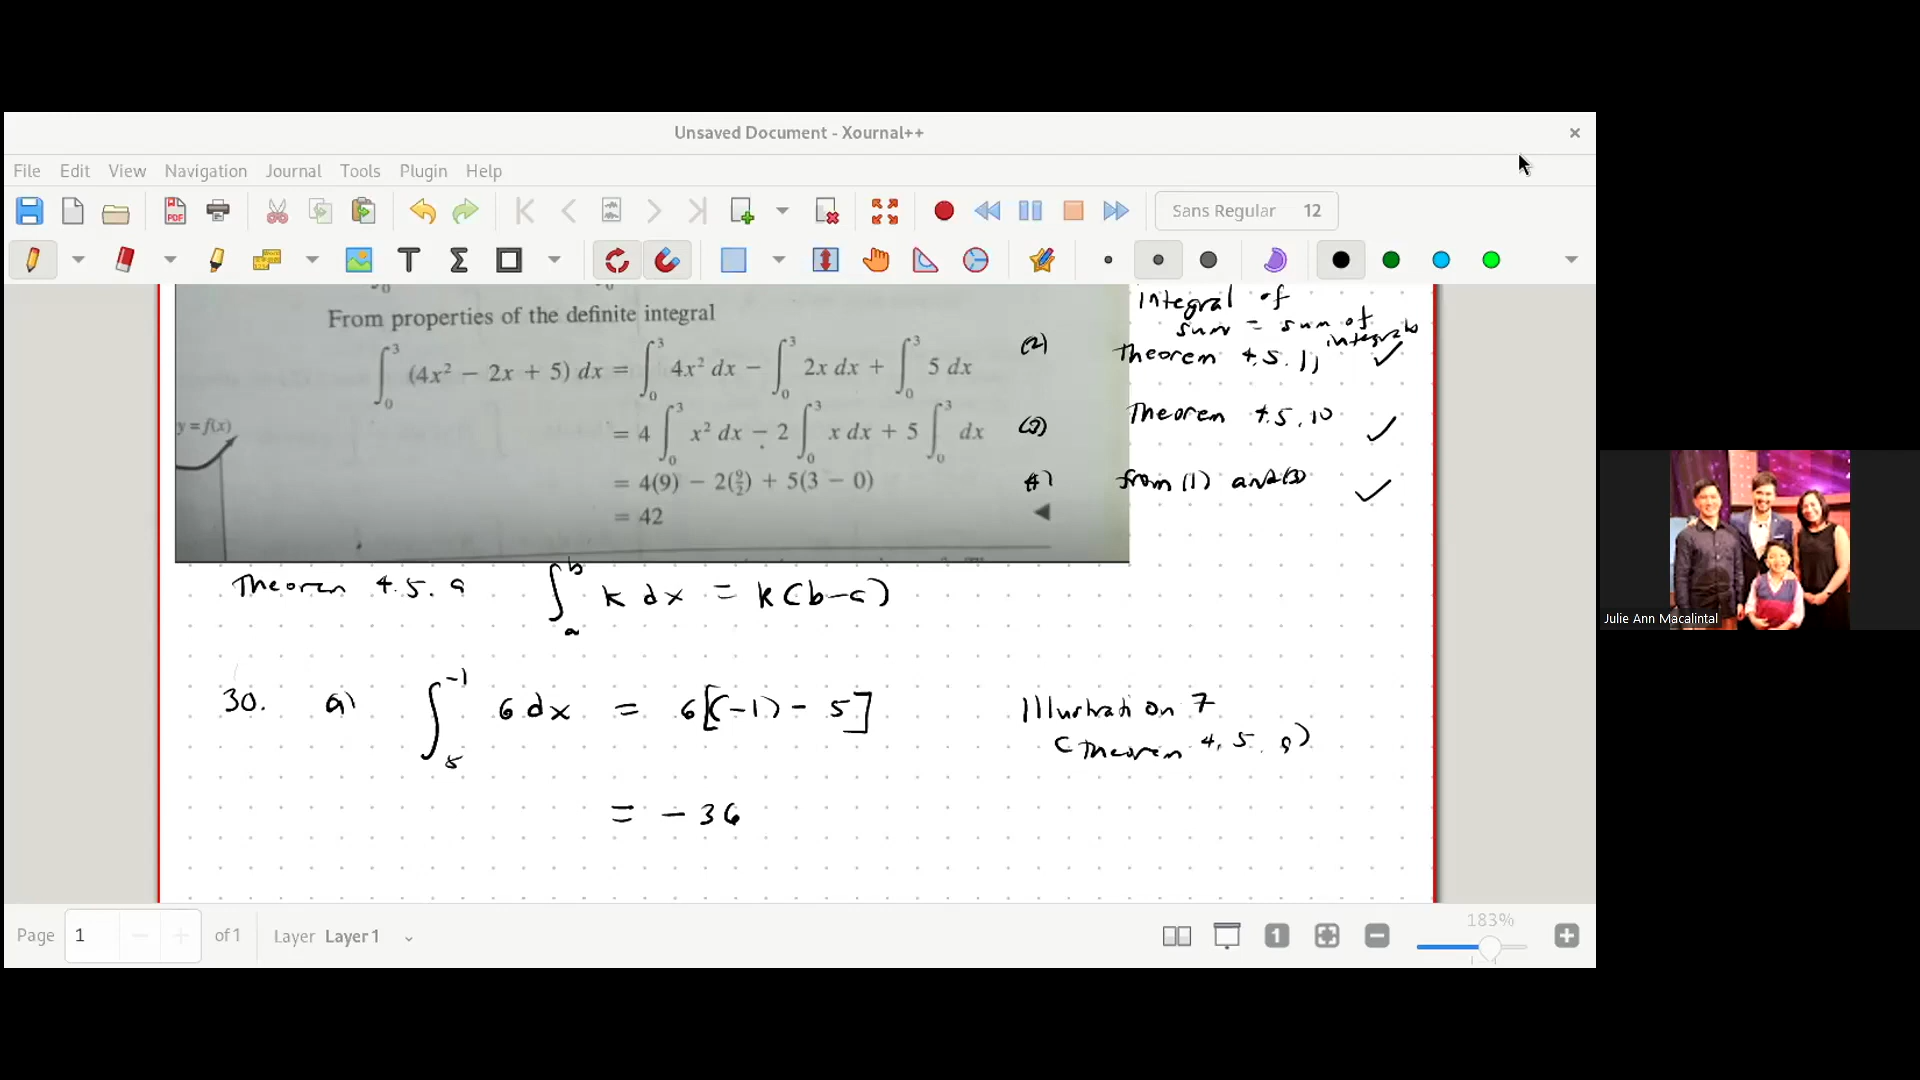 Unsaved Document - Xournal++
File Edit View Navigation Journal Tools Plugin Help
Sans Regular 12
From properties of the definite integral
∫₀³ (4x² − 2x + 5) dx = ∫₀³ 4x² dx − ∫₀³ 2x dx + ∫₀³ 5 dx (2)
= 4 ∫₀³ x² dx − 2 ∫₀³ x dx + 5 ∫₀³ dx (3)
= 4(9) − 2(9/2) + 5(3 − 0)
= 42
y = f(x)
Integral of
sum = sum of
integrals
Theorem 4.5.11 ✓
Theorem 4.5.10 ✓
from (1) and (3) ✓
Theorem 4.5.9 ∫ₐᵇ k dx = k(b-a)
30. a) ∫₅⁻¹ 6 dx = 6[(-1) - 5]
Illustration 7
(Theorem 4.5.9)
= -36
Page 1 of 1 Layer Layer 1
183%
Julie Ann Macalintal